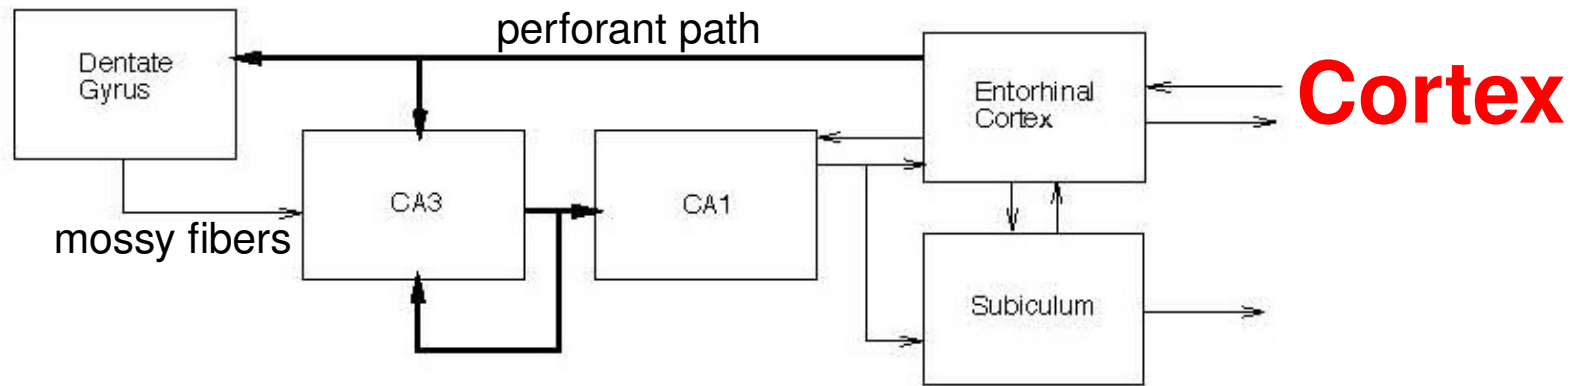 perforant path
Dentate
Gyrus
Entorhinal
Cortex
Cortex
CA3
CA1
mossy fibers
Subiculum